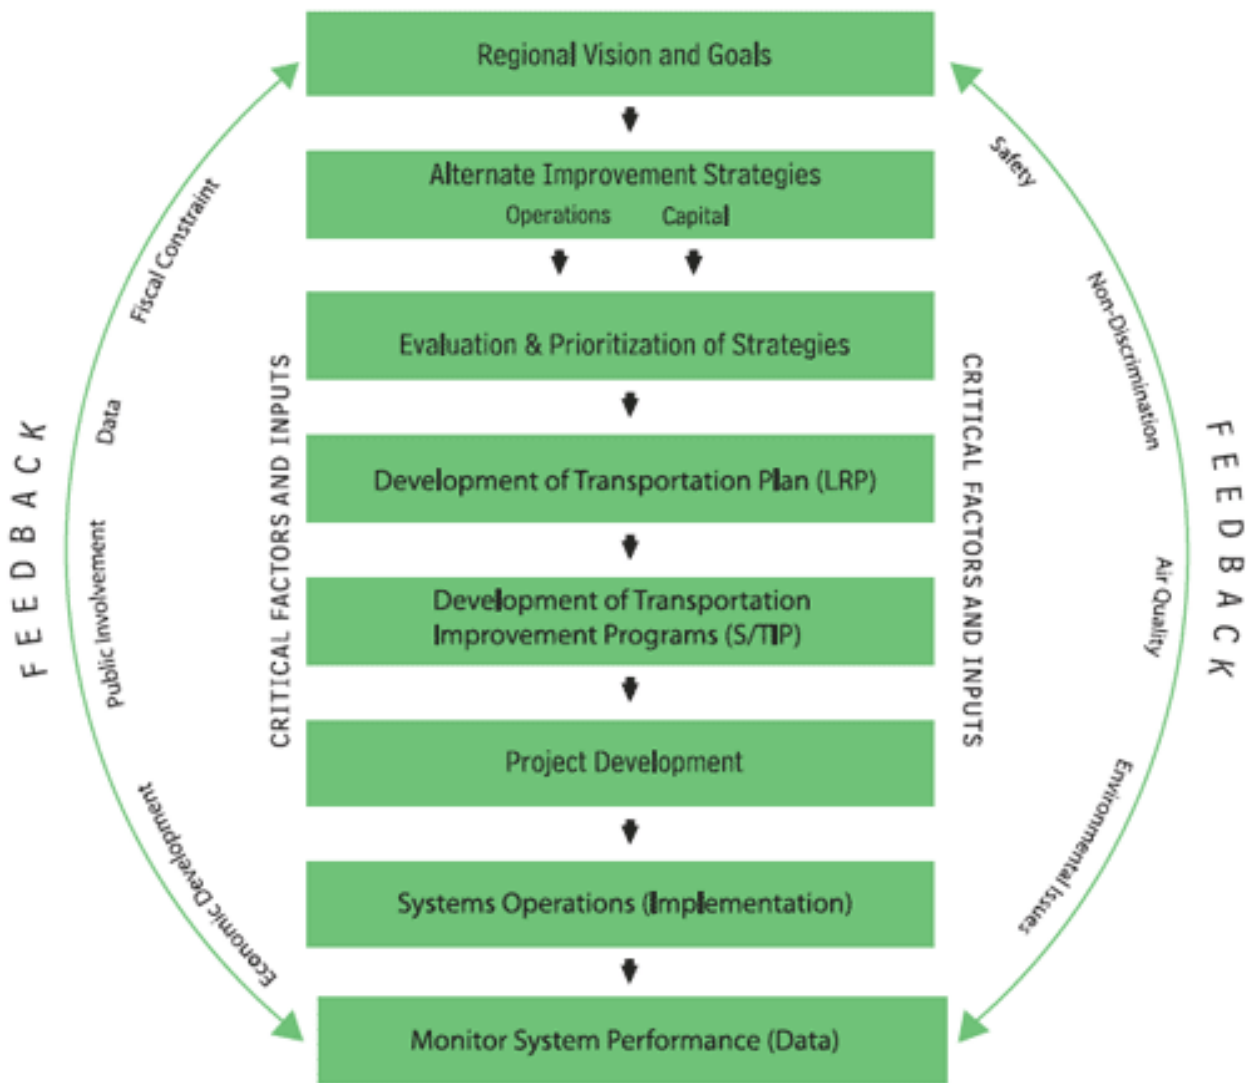 Regional Vision and Goals
Alternate Improvement Strategies
Operations Capital
Evaluation & Prioritization of Strategies
Development of Transportation Plan (LRP)
Development of Transportation
Improvement Programs (S/TIP)
Project Development
Systems Operations (Implementation)
Monitor System Performance (Data)
FEEDBACK
Fiscal Constraint
Data
Public Involvement
Economic Development
CRITICAL FACTORS AND INPUTS
CRITICAL FACTORS AND INPUTS
Safety
Non-Discrimination
Air Quality
Environmental Issues
FEEDBACK